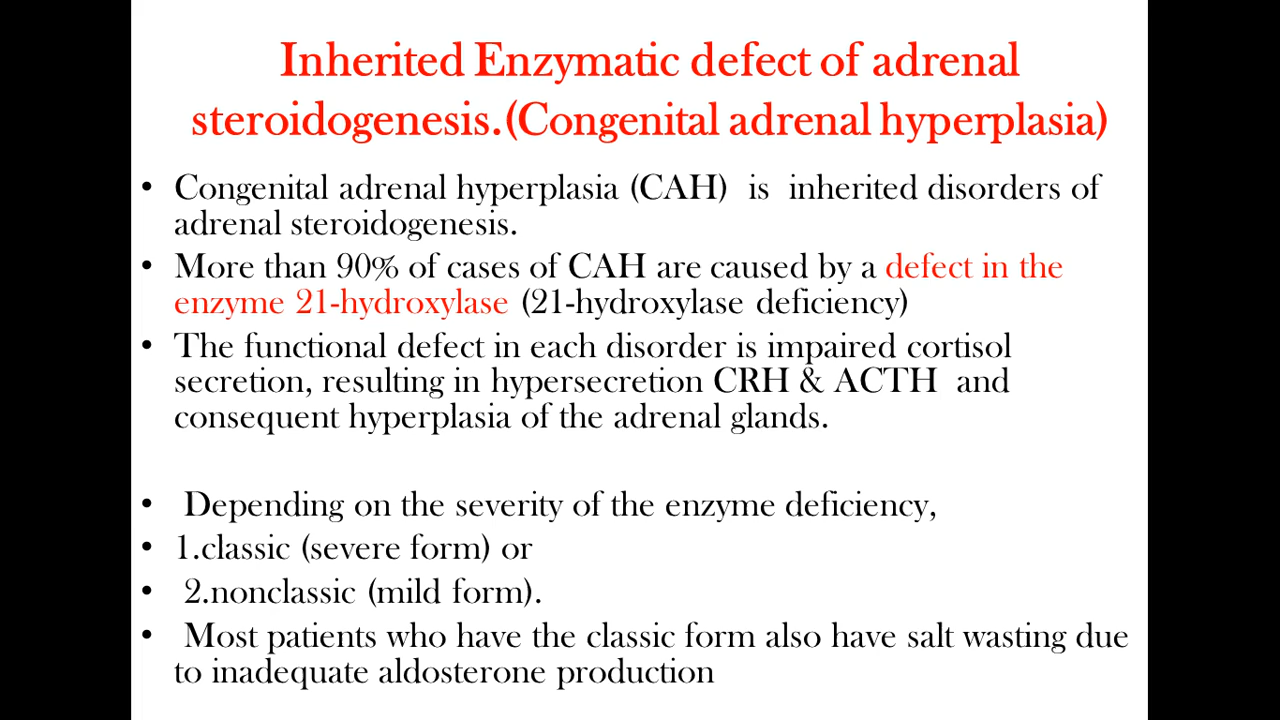 Inherited Enzymatic defect of adrenal
steroidogenesis.(Congenital adrenal hyperplasia)
• Congenital adrenal hyperplasia (CAH) is inherited disorders of
adrenal steroidogenesis.
• More than 90% of cases of CAH are caused by a defect in the
enzyme 21-hydroxylase (21-hydroxylase deficiency)
• The functional defect in each disorder is impaired cortisol
secretion, resulting in hypersecretion CRH & ACTH and
consequent hyperplasia of the adrenal glands.
• Depending on the severity of the enzyme deficiency,
• 1.classic (severe form) or
• 2.nonclassic (mild form).
• Most patients who have the classic form also have salt wasting due
to inadequate aldosterone production